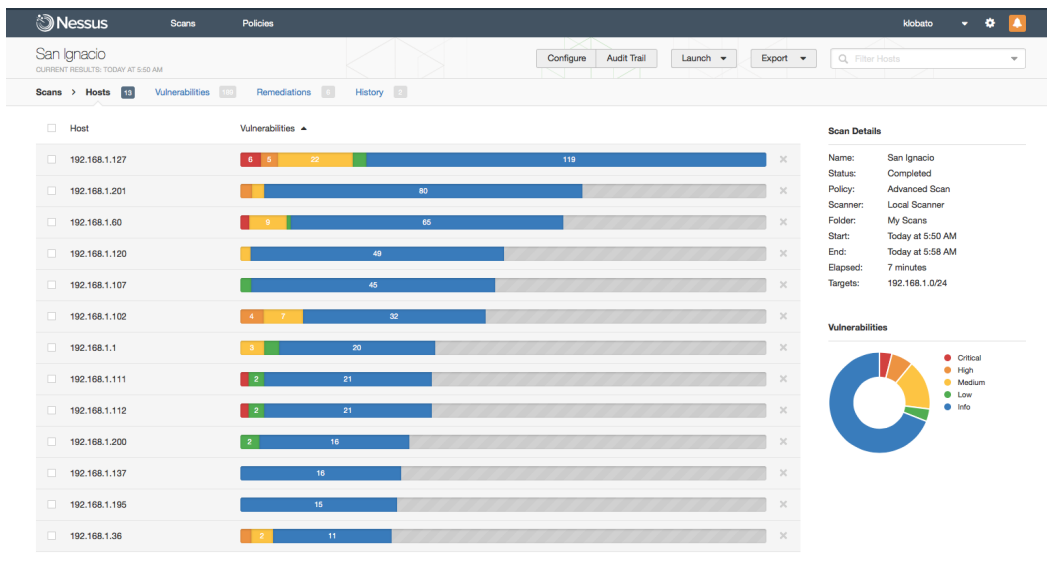 Nessus Scans Policies klobato
San Ignacio
CURRENT RESULTS: TODAY AT 5:50 AM
Configure Audit Trail Launch Export Filter Hosts
Scans > Hosts 13 Vulnerabilities Remediations History 2
Host Vulnerabilities
192.168.1.127 6 5 22 119
192.168.1.201 80
192.168.1.60 9 65
192.168.1.120 49
192.168.1.107 45
192.168.1.102 4 7 32
192.168.1.1 3 20
192.168.1.111 2 21
192.168.1.112 2 21
192.168.1.200 2 16
192.168.1.137 16
192.168.1.195 15
192.168.1.36 2 11
Scan Details
Name: San Ignacio
Status: Completed
Policy: Advanced Scan
Scanner: Local Scanner
Folder: My Scans
Start: Today at 5:50 AM
End: Today at 5:58 AM
Elapsed: 7 minutes
Targets: 192.168.1.0/24
Vulnerabilities
Critical
High
Medium
Low
Info